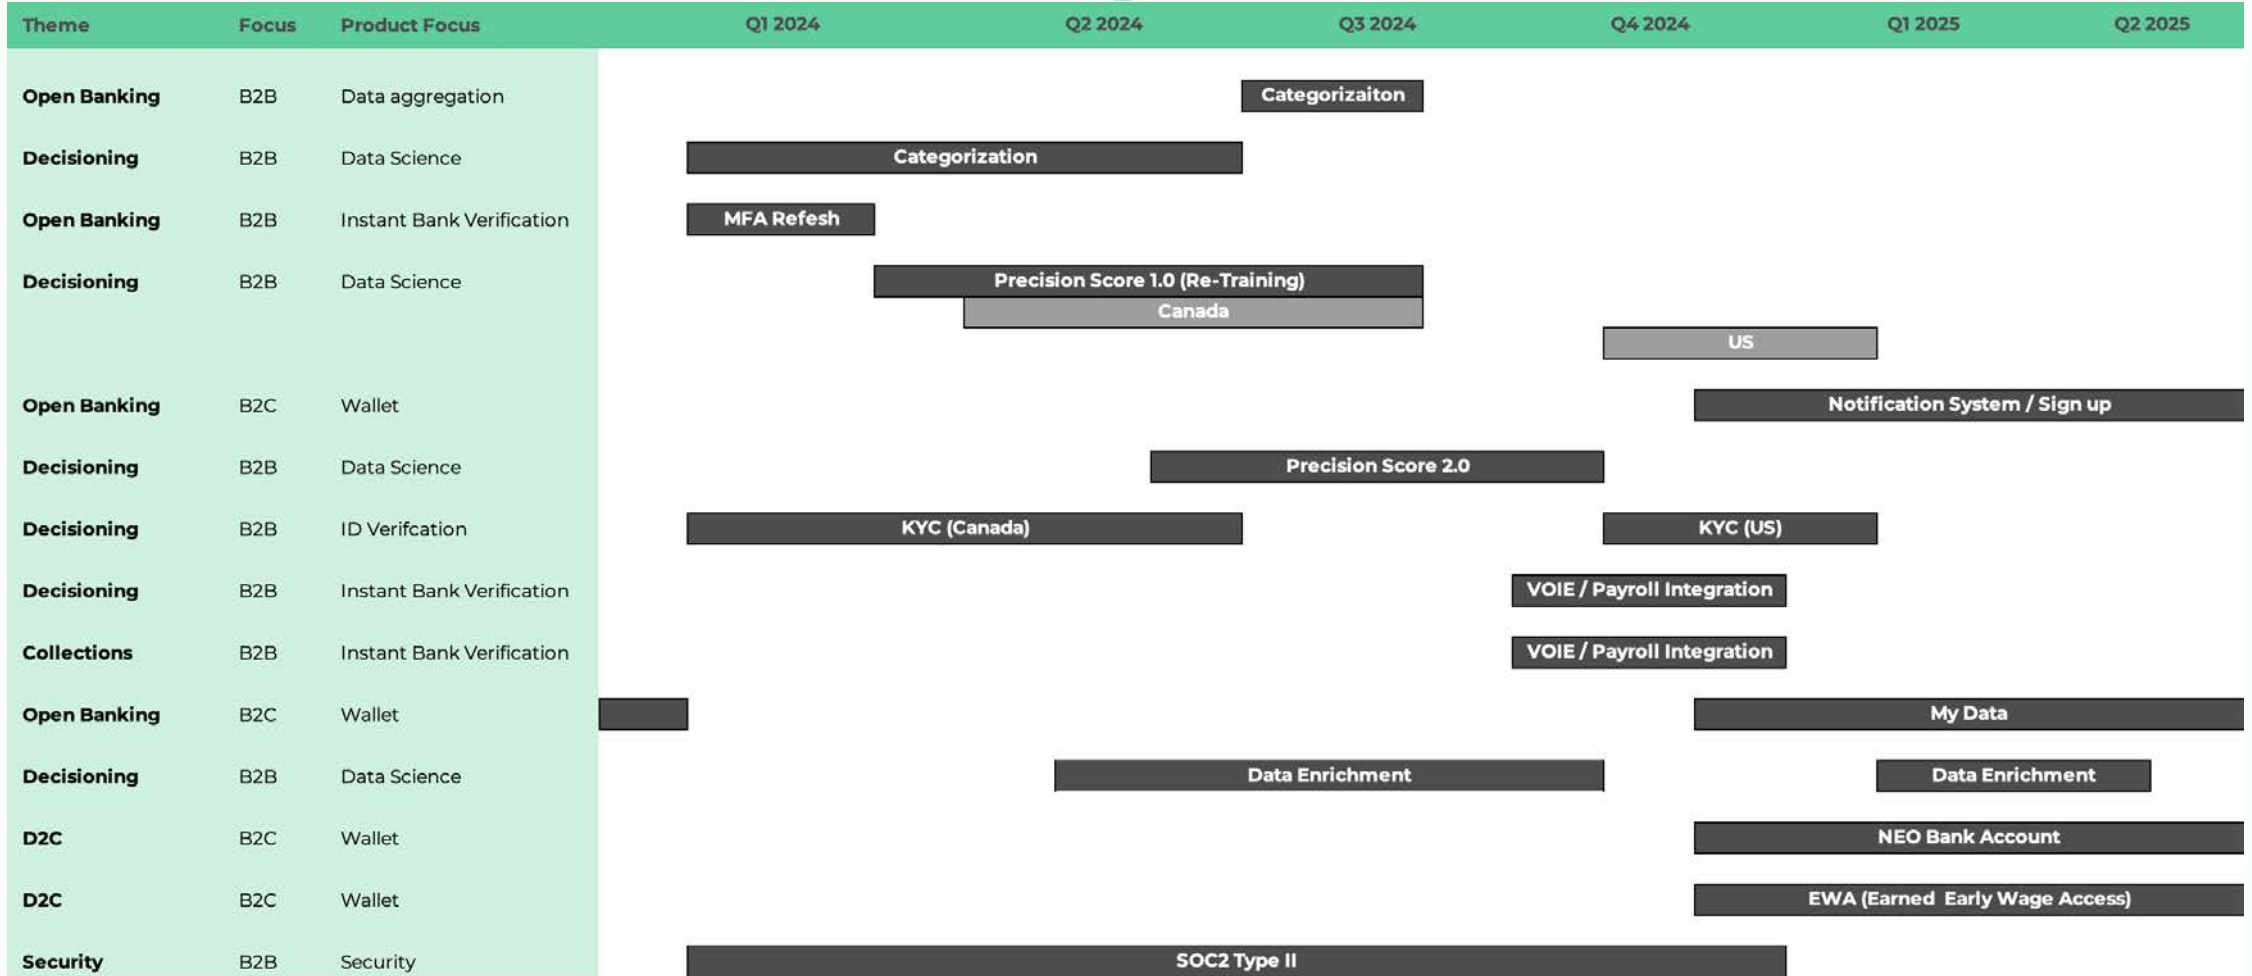 Theme Focus Product Focus Q1 2024 Q2 2024 Q3 2024 Q4 2024 Q1 2025 Q2 2025
Open Banking B2B Data aggregation Categorizaiton
Decisioning B2B Data Science Categorization
Open Banking B2B Instant Bank Verification MFA Refesh
Decisioning B2B Data Science Precision Score 1.0 (Re-Training)
Canada
US
Open Banking B2C Wallet Notification System / Sign up
Decisioning B2B Data Science Precision Score 2.0
Decisioning B2B ID Verifcation KYC (Canada) KYC (US)
Decisioning B2B Instant Bank Verification VOIE / Payroll Integration
Collections B2B Instant Bank Verification VOIE / Payroll Integration
Open Banking B2C Wallet My Data
Decisioning B2B Data Science Data Enrichment Data Enrichment
D2C B2C Wallet NEO Bank Account
D2C B2C Wallet EWA (Earned Early Wage Access)
Security B2B Security SOC2 Type II